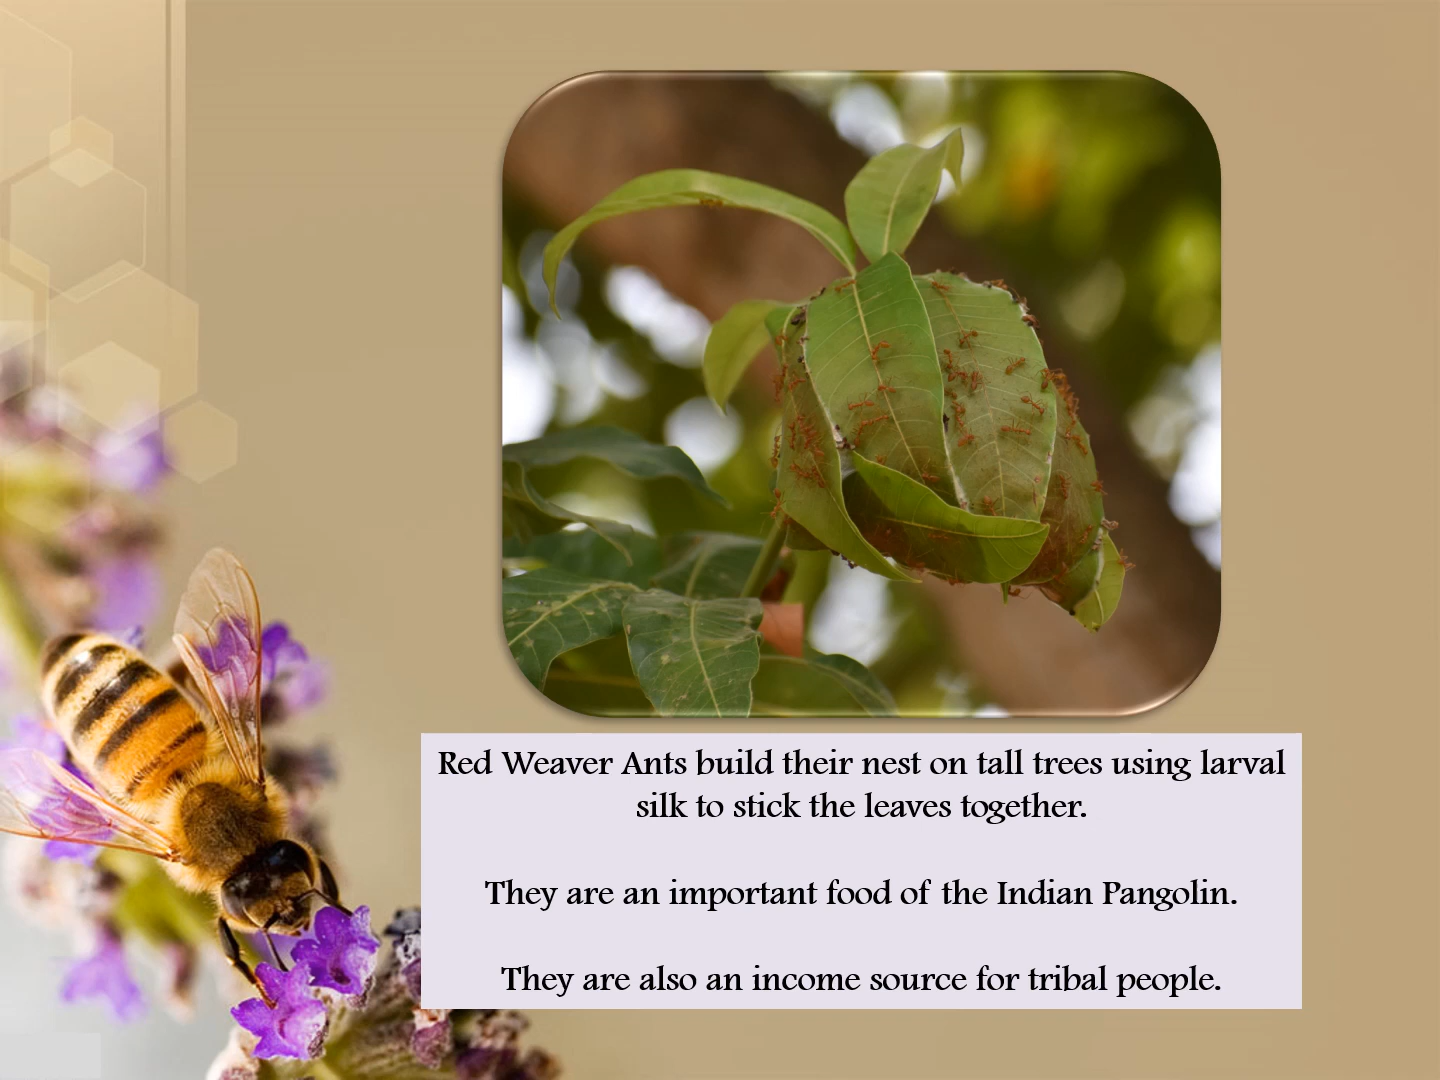 Red Weaver Ants build their nest on tall trees using larval
silk to stick the leaves together.
They are an important food of the Indian Pangolin.
They are also an income source for tribal people.